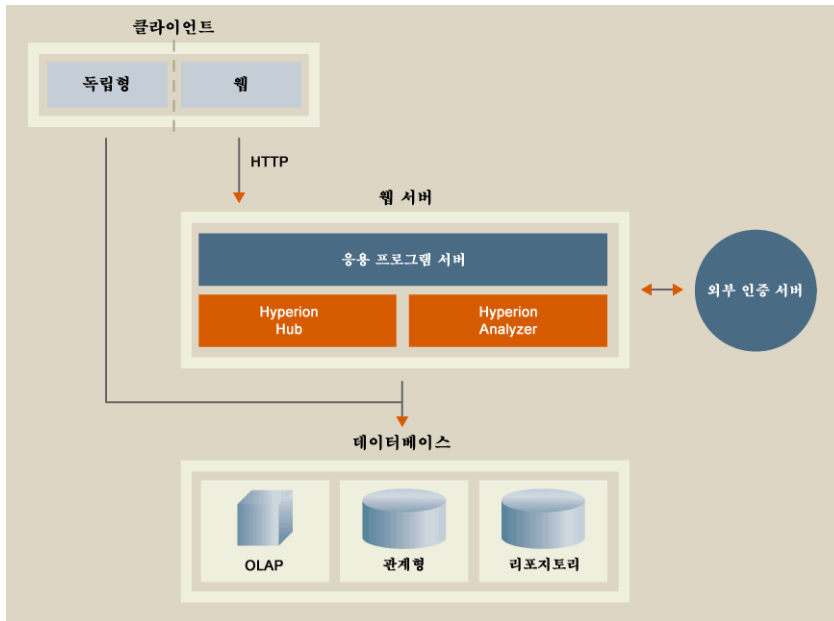 클라이언트
독립형
웹
HTTP
웹 서버
응용 프로그램 서버
Hyperion
Hub
Hyperion
Analyzer
외부 인증 서버
데이터베이스
OLAP
관계형
리포지토리